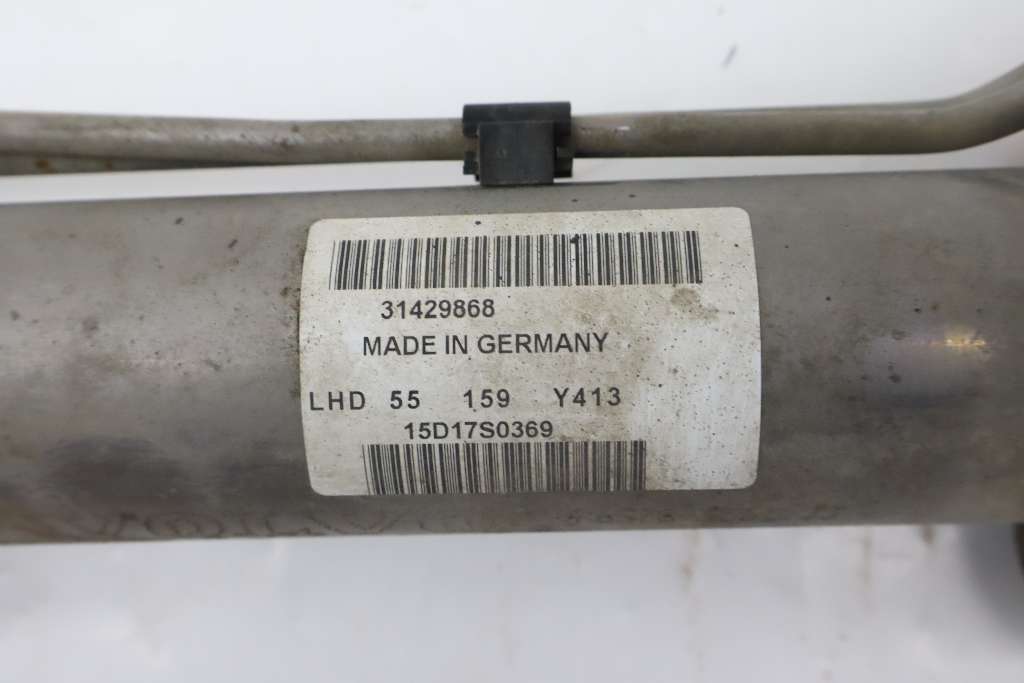 31429868
MADE IN GERMANY
LHD 55 159 Y413
15D17S0369